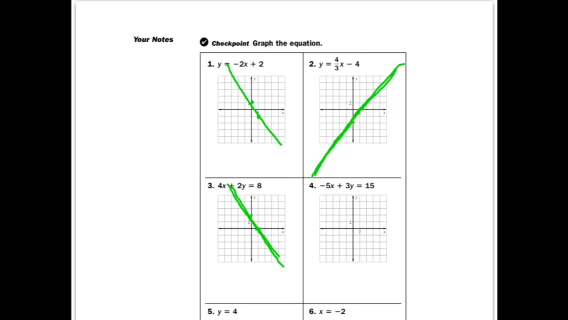 Your Notes
Checkpoint Graph the equation.
1. y = −2x + 2
2. y = 4/3 x − 4
3. 4x + 2y = 8
4. −5x + 3y = 15
5. y = 4
6. x = −2